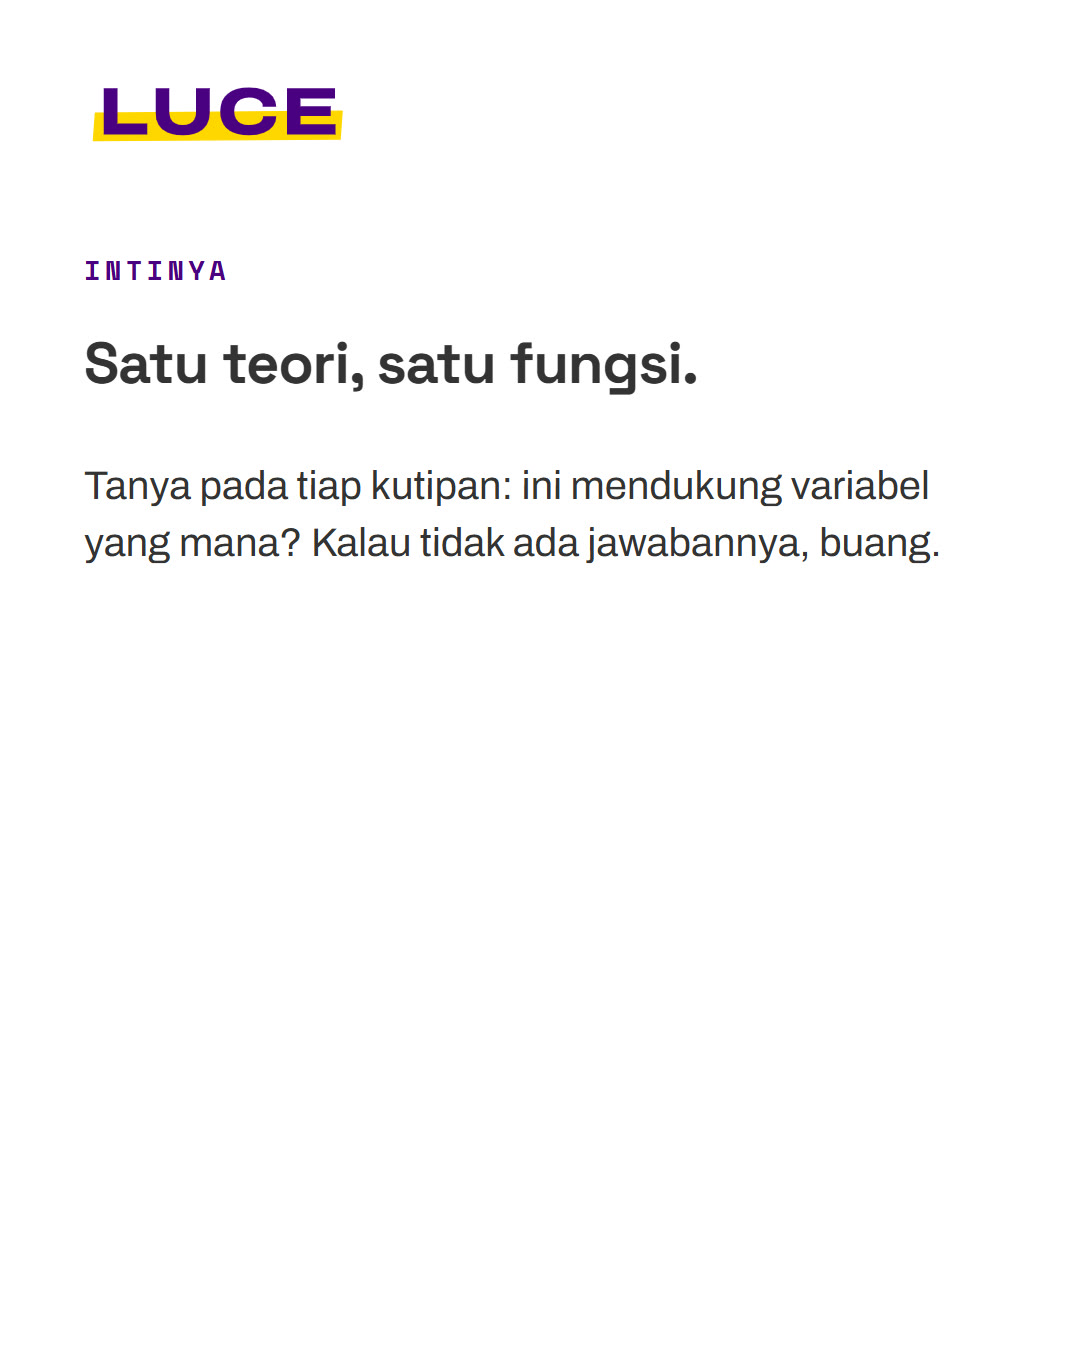 LUCE
INTINYA
Satu teori, satu fungsi.
Tanya pada tiap kutipan: ini mendukung variabel
yang mana? Kalau tidak ada jawabannya, buang.